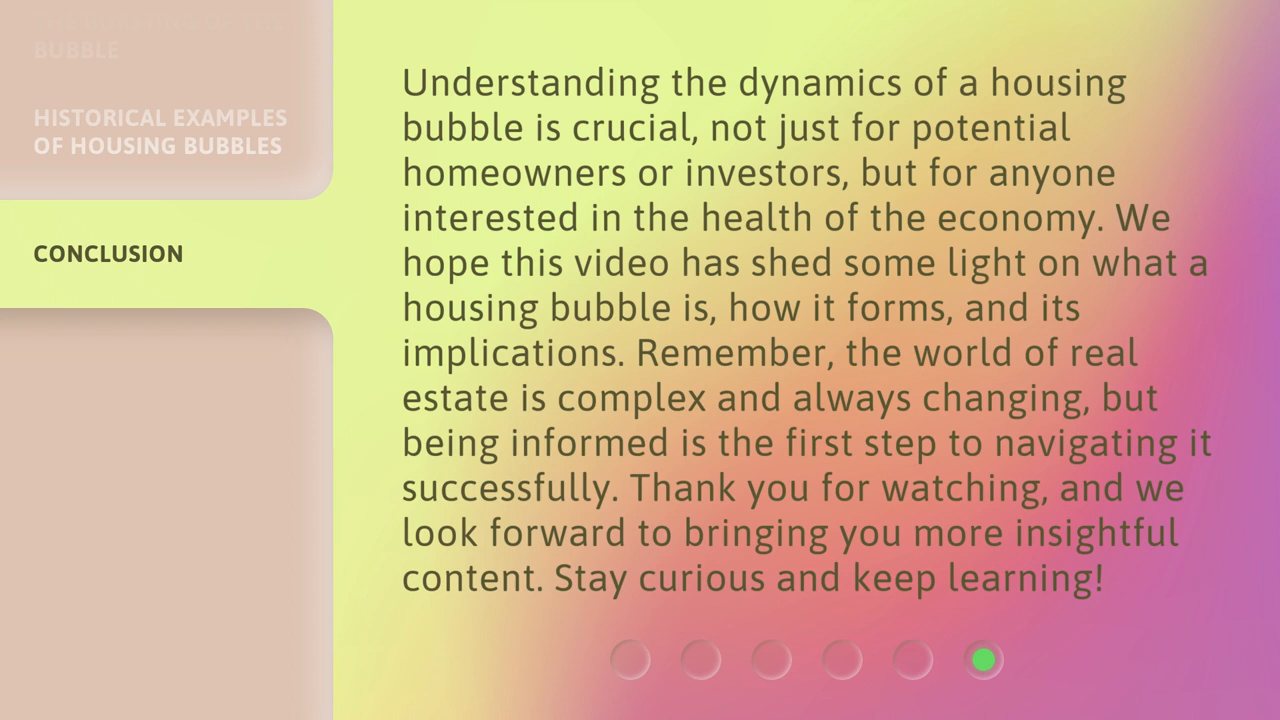 BUBBLE
HISTORICAL EXAMPLES
OF HOUSING BUBBLES
CONCLUSION
Understanding the dynamics of a housing
bubble is crucial, not just for potential
homeowners or investors, but for anyone
interested in the health of the economy. We
hope this video has shed some light on what a
housing bubble is, how it forms, and its
implications. Remember, the world of real
estate is complex and always changing, but
being informed is the first step to navigating it
successfully. Thank you for watching, and we
look forward to bringing you more insightful
content. Stay curious and keep learning!